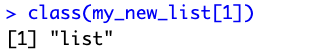 > class(my_new_list[1])
[1] "list"